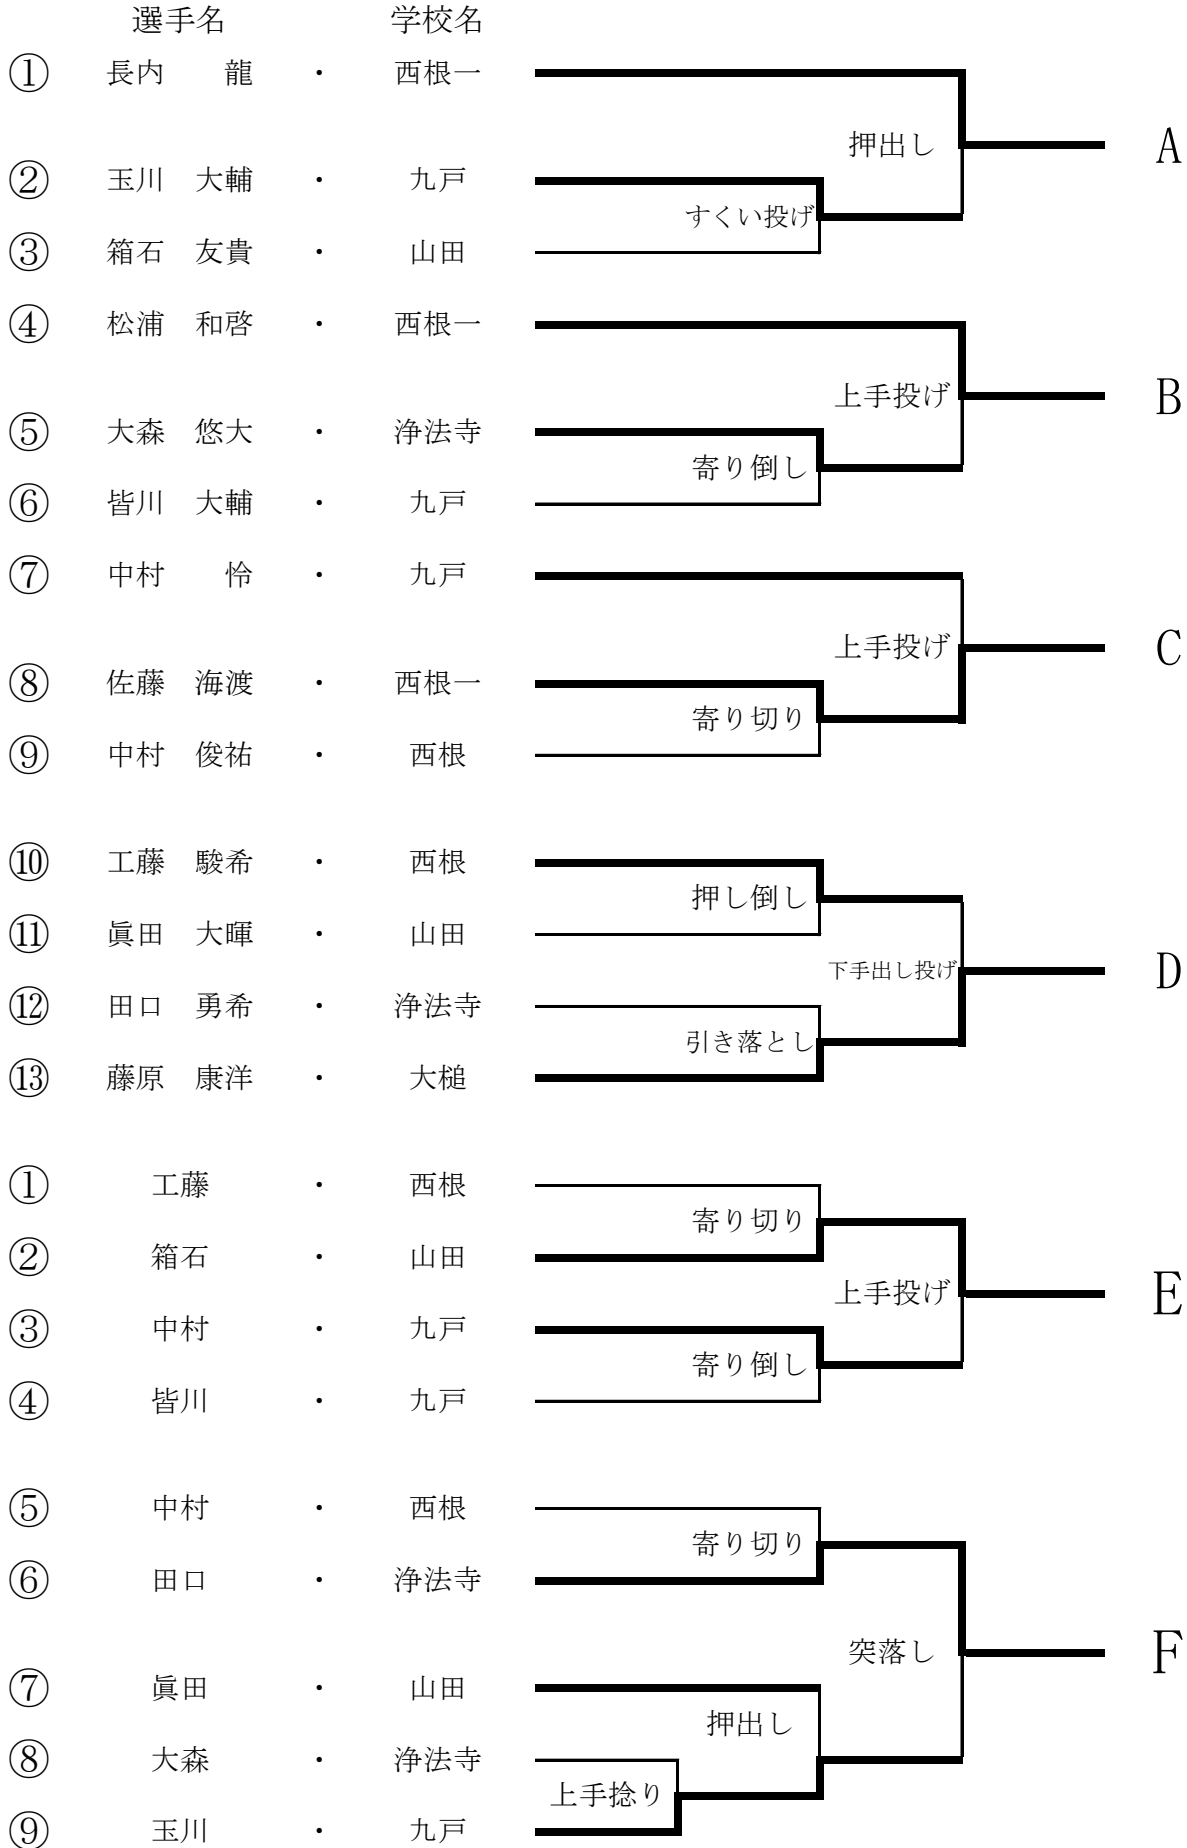 選手名 学校名
① 長内 龍 ・ 西根一
押出し A
② 玉川 大輔 ・ 九戸
すくい投げ
③ 箱石 友貴 ・ 山田
④ 松浦 和啓 ・ 西根一
上手投げ B
⑤ 大森 悠大 ・ 浄法寺
寄り倒し
⑥ 皆川 大輔 ・ 九戸
⑦ 中村 怜 ・ 九戸
上手投げ C
⑧ 佐藤 海渡 ・ 西根一
寄り切り
⑨ 中村 俊祐 ・ 西根
⑩ 工藤 駿希 ・ 西根
押し倒し
⑪ 眞田 大暉 ・ 山田
下手出し投げ D
⑫ 田口 勇希 ・ 浄法寺
引き落とし
⑬ 藤原 康洋 ・ 大槌
① 工藤 ・ 西根
寄り切り
② 箱石 ・ 山田
上手投げ E
③ 中村 ・ 九戸
寄り倒し
④ 皆川 ・ 九戸
⑤ 中村 ・ 西根
寄り切り
⑥ 田口 ・ 浄法寺
突落し F
⑦ 眞田 ・ 山田
押出し
⑧ 大森 ・ 浄法寺
上手捻り
⑨ 玉川 ・ 九戸